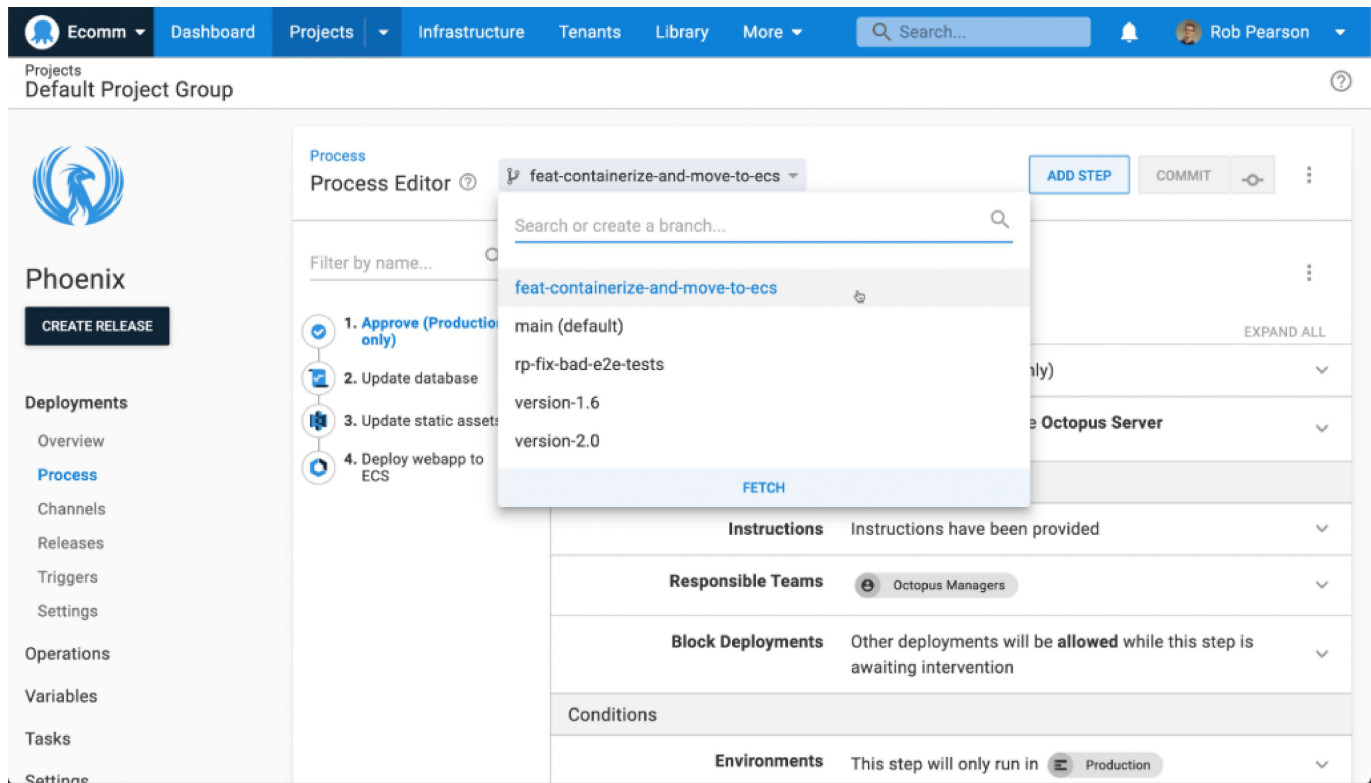 Ecomm Dashboard Projects Infrastructure Tenants Library More Search... Rob Pearson
Projects
Default Project Group
Phoenix
CREATE RELEASE
Deployments
Overview
Process
Channels
Releases
Triggers
Settings
Operations
Variables
Tasks
Settings
Process
Process Editor feat-containerize-and-move-to-ecs ADD STEP COMMIT
Filter by name...
1. Approve (Production
only)
2. Update database
3. Update static assets
4. Deploy webapp to
ECS
Search or create a branch...
feat-containerize-and-move-to-ecs
main (default)
rp-fix-bad-e2e-tests
version-1.6
version-2.0
FETCH
EXPAND ALL
Octopus Server
Instructions Instructions have been provided
Responsible Teams Octopus Managers
Block Deployments Other deployments will be allowed while this step is
awaiting intervention
Conditions
Environments This step will only run in Production